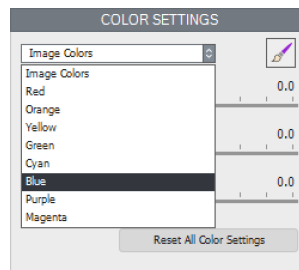 COLOR SETTINGS
Image Colors
Image Colors
Red
0.0
Orange
Yellow
0.0
Green
Cyan
Blue
0.0
Purple
Magenta
Reset All Color Settings